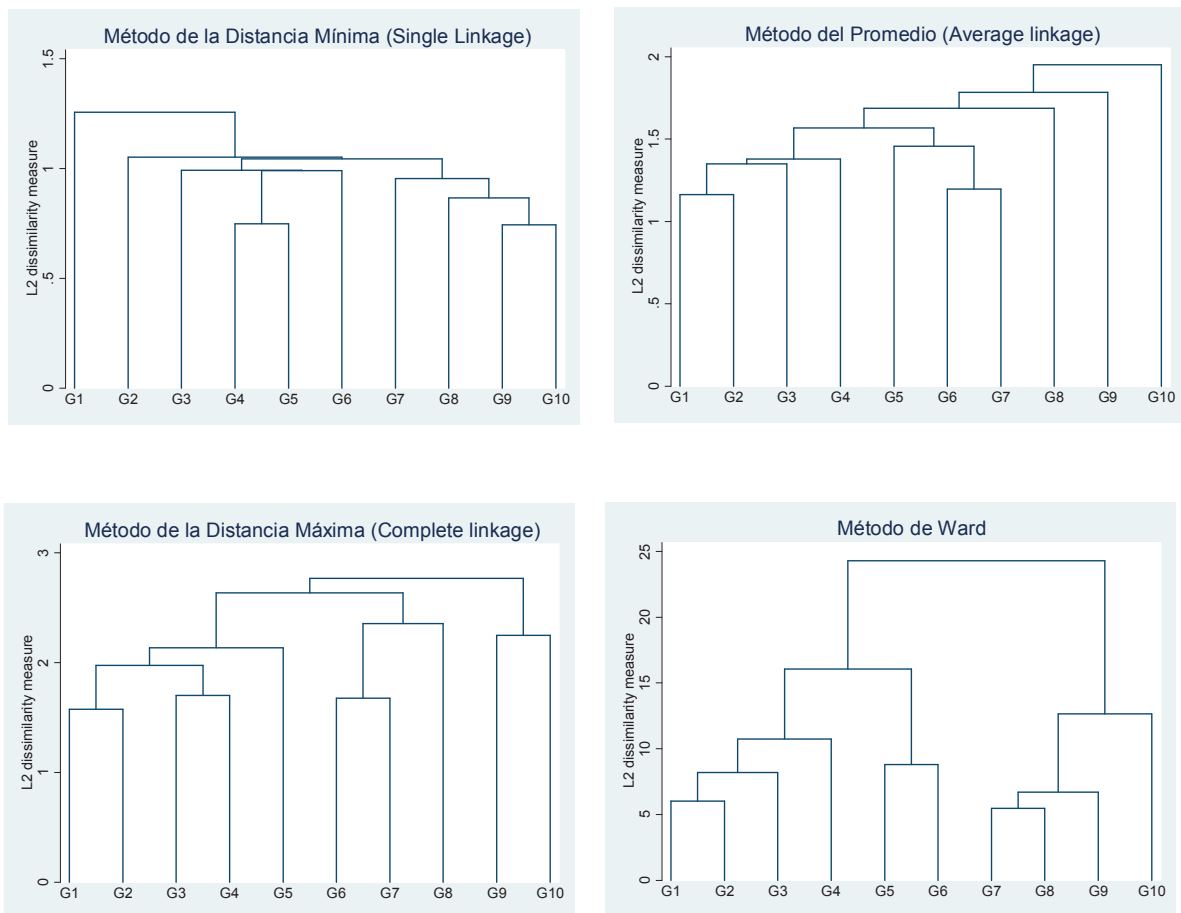 Método de la Distancia Mínima (Single Linkage)
L2 dissimilarity measure
1.5
1
.5
0
G1 G2 G3 G4 G5 G6 G7 G8 G9 G10
Método del Promedio (Average linkage)
L2 dissimilarity measure
2
1.5
1
.5
0
G1 G2 G3 G4 G5 G6 G7 G8 G9 G10
Método de la Distancia Máxima (Complete linkage)
L2 dissimilarity measure
3
2
1
0
G1 G2 G3 G4 G5 G6 G7 G8 G9 G10
Método de Ward
L2 dissimilarity measure
25
20
15
10
5
0
G1 G2 G3 G4 G5 G6 G7 G8 G9 G10